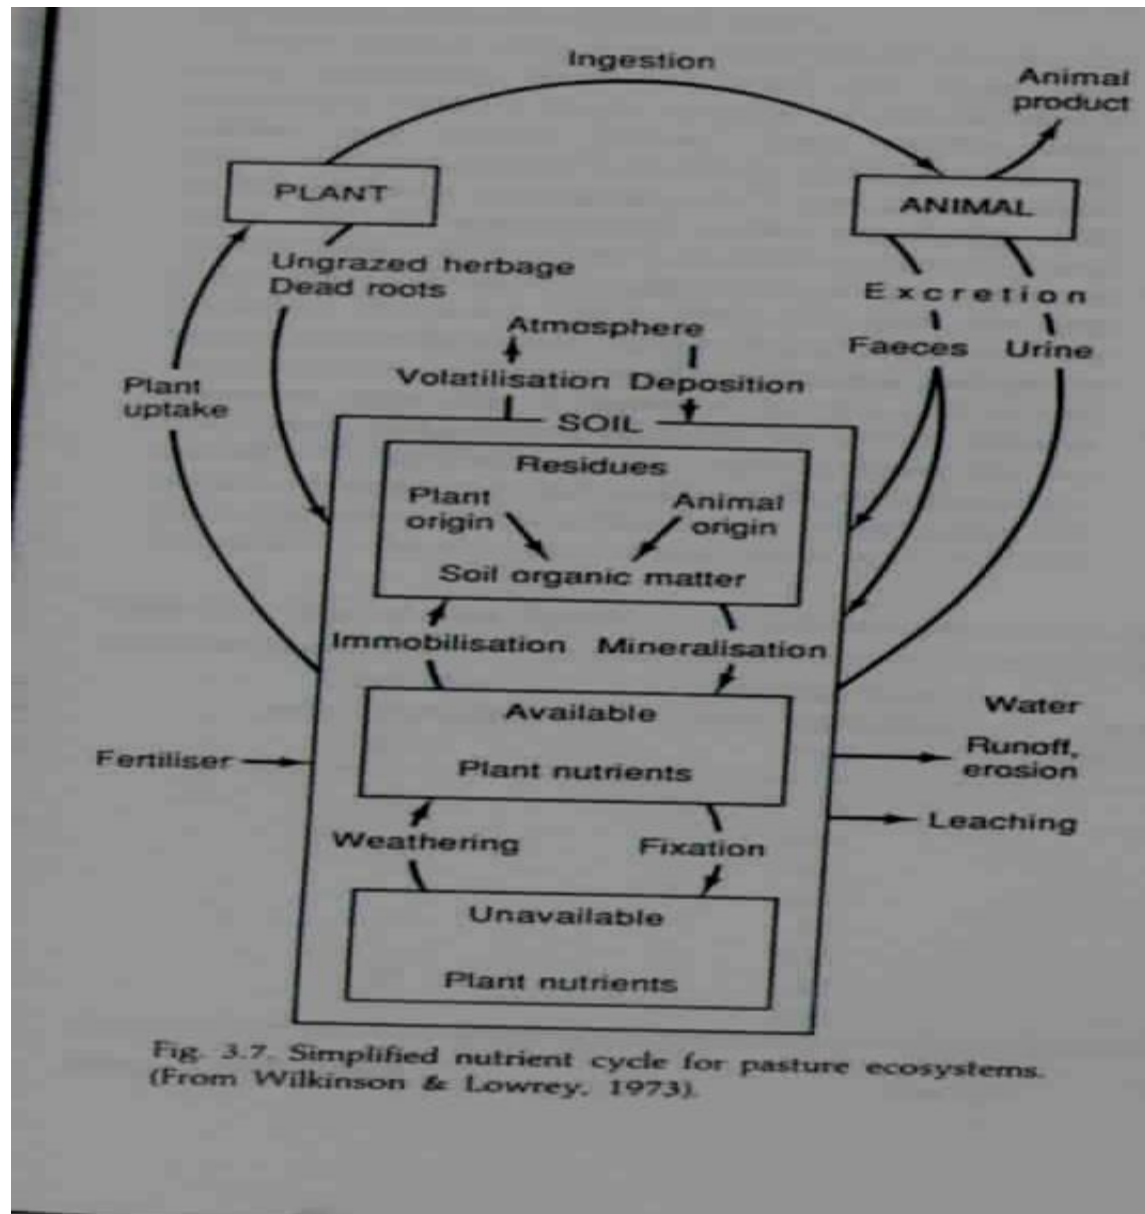 Ingestion
Animal
product
PLANT
ANIMAL
Ungrazed herbage
Dead roots
Excretion
Atmosphere
Faeces Urine
Volatilisation Deposition
Plant
uptake
SOIL
Residues
Plant
origin
Animal
origin
Soil organic matter
Immobilisation Mineralisation
Available
Plant nutrients
Water
Runoff,
erosion
Fertiliser
Leaching
Weathering Fixation
Unavailable
Plant nutrients
Fig. 3.7. Simplified nutrient cycle for pasture ecosystems.
(From Wilkinson & Lowrey, 1973).